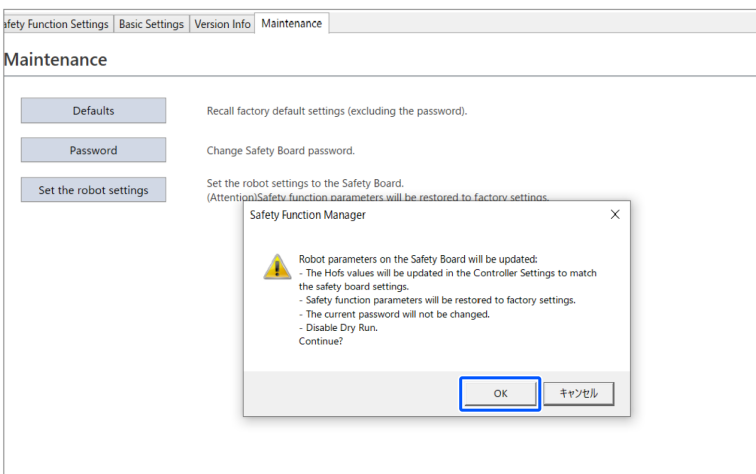 afety Function Settings Basic Settings Version Info Maintenance
Maintenance
Defaults Recall factory default settings (excluding the password).
Password Change Safety Board password.
Set the robot settings Set the robot settings to the Safety Board.
(Attention)Safety function parameters will be restored to factory settings.
Safety Function Manager
Robot parameters on the Safety Board will be updated:
- The Hofs values will be updated in the Controller Settings to match
the safety board settings.
- Safety function parameters will be restored to factory settings.
- The current password will not be changed.
- Disable Dry Run.
Continue?
OK キャンセル